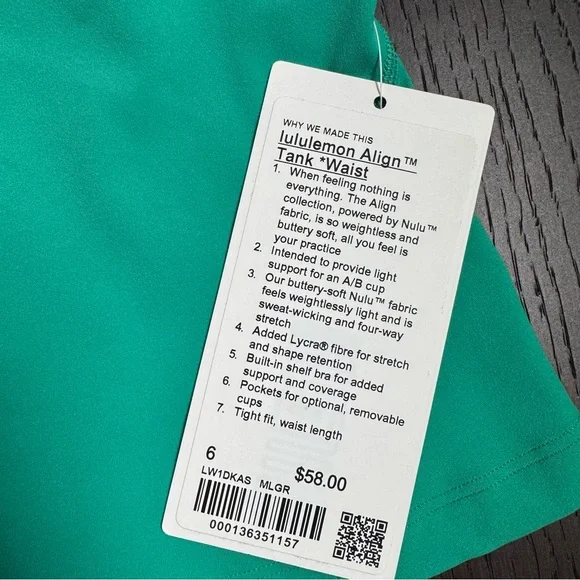 WHY WE MADE THIS
lululemon Align™
Tank *Waist
1. When feeling nothing is
everything. The Align
collection, powered by Nulu™
fabric, is so weightless and
buttery soft, all you feel is
your practice
2. Intended to provide light
support for an A/B cup
3. Our buttery-soft Nulu™ fabric
feels weightlessly light and is
sweat-wicking and four-way
stretch
4. Added Lycra® fibre for stretch
and shape retention
5. Built-in shelf bra for added
support and coverage
6. Pockets for optional, removable
cups
7. Tight fit, waist length
6 $58.00
LW1DKAS MLGR
000136351157